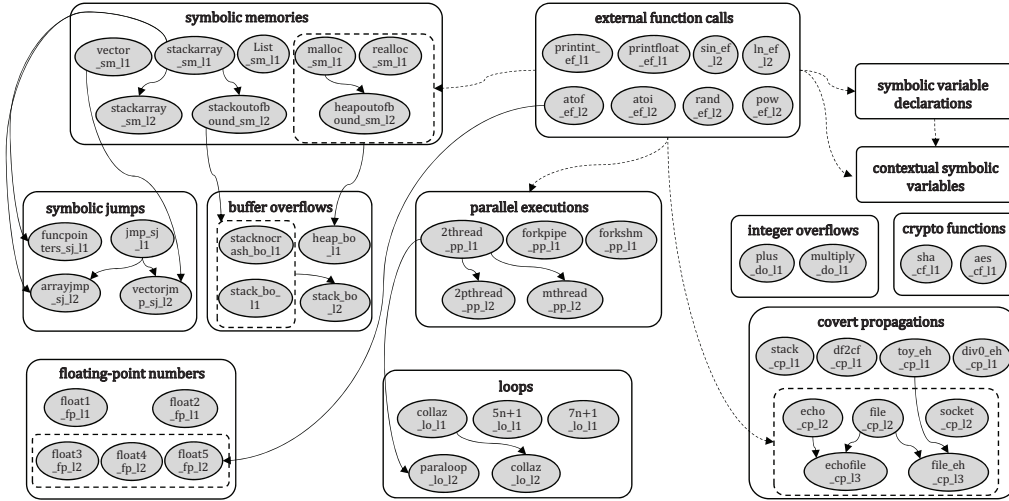 symbolic memories
vector
_sm_l1
stackarray
_sm_l1
List
_sm_l1
malloc
_sm_l1
realloc
_sm_l1
stackarray
_sm_l2
stackoutofb
ound_sm_l2
heapoutofb
ound_sm_l2
external function calls
printint_
ef_l1
printfloat
_ef_l1
sin_ef
_l2
ln_ef
_l2
atof
_ef_l2
atoi
_ef_l2
rand
_ef_l2
pow
_ef_l2
symbolic variable
declarations
contextual symbolic
variables
symbolic jumps
funcpoin
ters_sj_l1
jmp_sj
_l1
arrayjmp
_sj_l2
vectorjm
p_sj_l2
buffer overflows
stacknocr
ash_bo_l1
heap_bo
_l1
stack_bo_
l1
stack_bo
_l2
parallel executions
2thread
_pp_l1
forkpipe
_pp_l1
forkshm
_pp_l1
2pthread
_pp_l2
mthread
_pp_l2
integer overflows
plus
_do_l1
multiply
_do_l1
crypto functions
sha
_cf_l1
aes
_cf_l1
floating-point numbers
float1
_fp_l1
float2
_fp_l1
float3
_fp_l2
float4
_fp_l2
float5
_fp_l2
loops
collaz
_lo_l1
5n+1
_lo_l1
7n+1
_lo_l1
paraloop
_lo_l2
collaz
_lo_l2
covert propagations
stack
_cp_l1
df2cf
_cp_l1
toy_eh
_cp_l1
div0_eh
_cp_l1
echo
_cp_l2
file
_cp_l2
socket
_cp_l2
echofile
_cp_l3
file_eh
_cp_l3